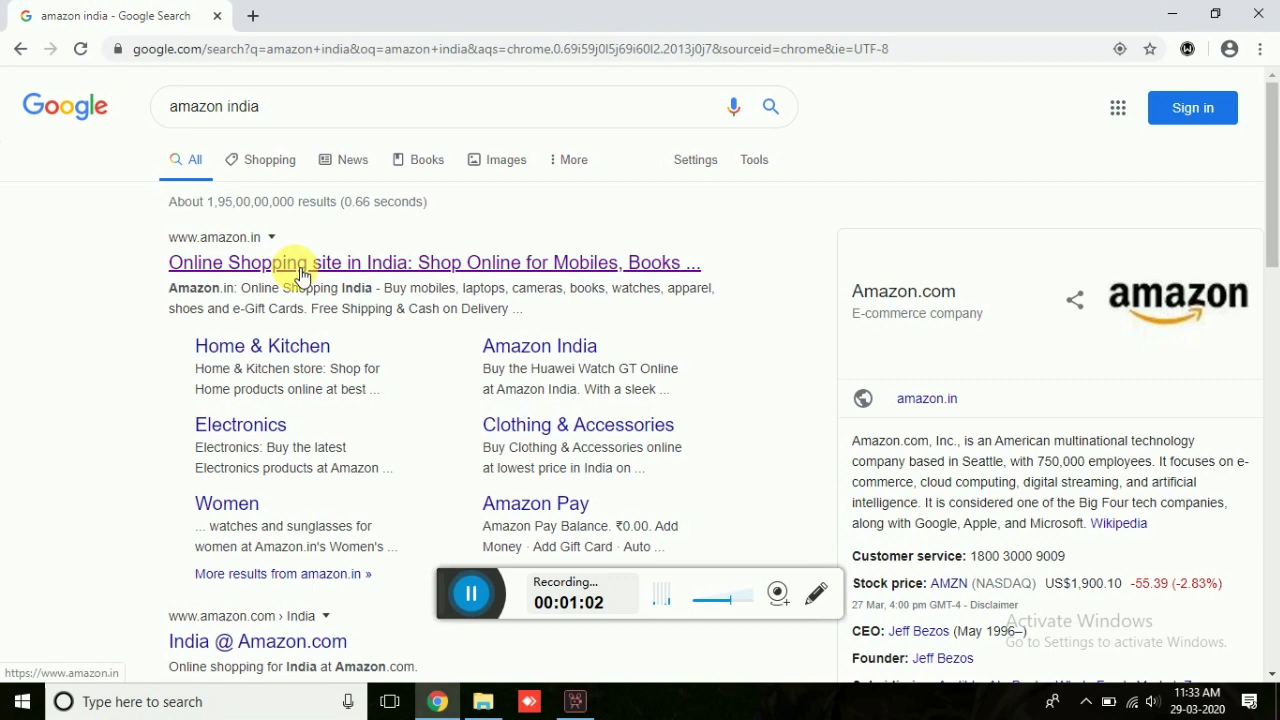 amazon india - Google Search
google.com/search?q=amazon+india&oq=amazon+india&aqs=chrome.0.69i59j0l5j69i60l2.2013j0j7&sourceid=chrome&ie=UTF-8
Google
amazon india
Sign in
All
Shopping
News
Books
Images
More
Settings
Tools
About 1,95,00,00,000 results (0.66 seconds)
www.amazon.in
Online Shopping site in India: Shop Online for Mobiles, Books ...
Amazon.in: Online Shopping India - Buy mobiles, laptops, cameras, books, watches, apparel,
shoes and e-Gift Cards. Free Shipping & Cash on Delivery ...
Home & Kitchen
Home & Kitchen store: Shop for
Home products online at best ...
Amazon India
Buy the Huawei Watch GT Online
at Amazon India. With a sleek ...
Electronics
Electronics: Buy the latest
Electronics products at Amazon ...
Clothing & Accessories
Buy Clothing & Accessories online
at lowest price in India on ...
Women
... watches and sunglasses for
women at Amazon.in's Women's ...
Amazon Pay
Amazon Pay Balance. ₹0.00. Add
Money · Add Gift Card · Auto ...
More results from amazon.in »
www.amazon.com › India
India @ Amazon.com
Online shopping for India at Amazon.com.
Amazon.com
E-commerce company
amazon
amazon.in
Amazon.com, Inc., is an American multinational technology
company based in Seattle, with 750,000 employees. It focuses on e-
commerce, cloud computing, digital streaming, and artificial
intelligence. It is considered one of the Big Four tech companies,
along with Google, Apple, and Microsoft. Wikipedia
Customer service: 1800 3000 9009
Stock price: AMZN (NASDAQ) US$1,900.10 -55.39 (-2.83%)
27 Mar, 4:00 pm GMT-4 - Disclaimer
CEO: Jeff Bezos (May 1996–)
Founder: Jeff Bezos
Activate Windows
Go to Settings to activate Windows.
Recording...
00:01:02
https://www.amazon.in
Type here to search
11:33 AM
29-03-2020